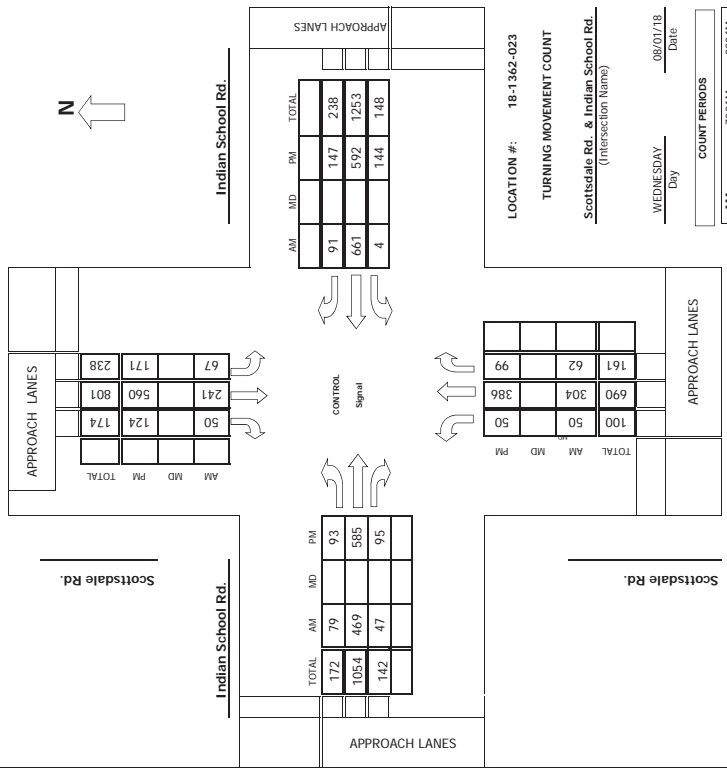 APPROACH LANES
N
Indian School Rd.
AM MD PM TOTAL
91 147 238
661 592 1253
4 144 148
LOCATION #: 18-1362-023
TURNING MOVEMENT COUNT
Scottsdale Rd. & Indian School Rd.
(Intersection Name)
WEDNESDAY 08/01/18
Day Date
COUNT PERIODS
APPROACH LANES
TOTAL 174 801 238
PM 124 560 171
MD
AM 50 241 67
CONTROL
Signal
PM 50 386 99
MD
MD
AM 50 304 62
TOTAL 100 690 161
APPROACH LANES
Scottsdale Rd.
Indian School Rd.
TOTAL AM MD PM
172 79 93
1054 469 585
142 47 95
Scottsdale Rd.
APPROACH LANES